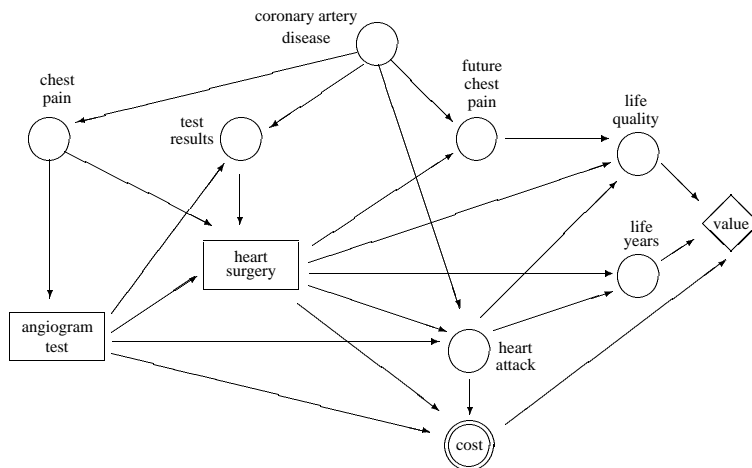 coronary artery
disease
chest
pain
test
results
future
chest
pain
life
quality
value
life
years
heart
surgery
angiogram
test
heart
attack
cost